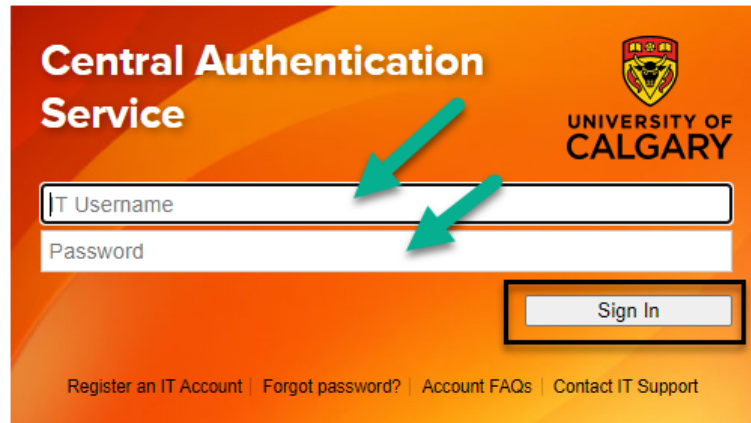 Central Authentication
Service
UNIVERSITY OF
CALGARY
IT Username
Password
Sign In
Register an IT Account | Forgot password? | Account FAQs | Contact IT Support